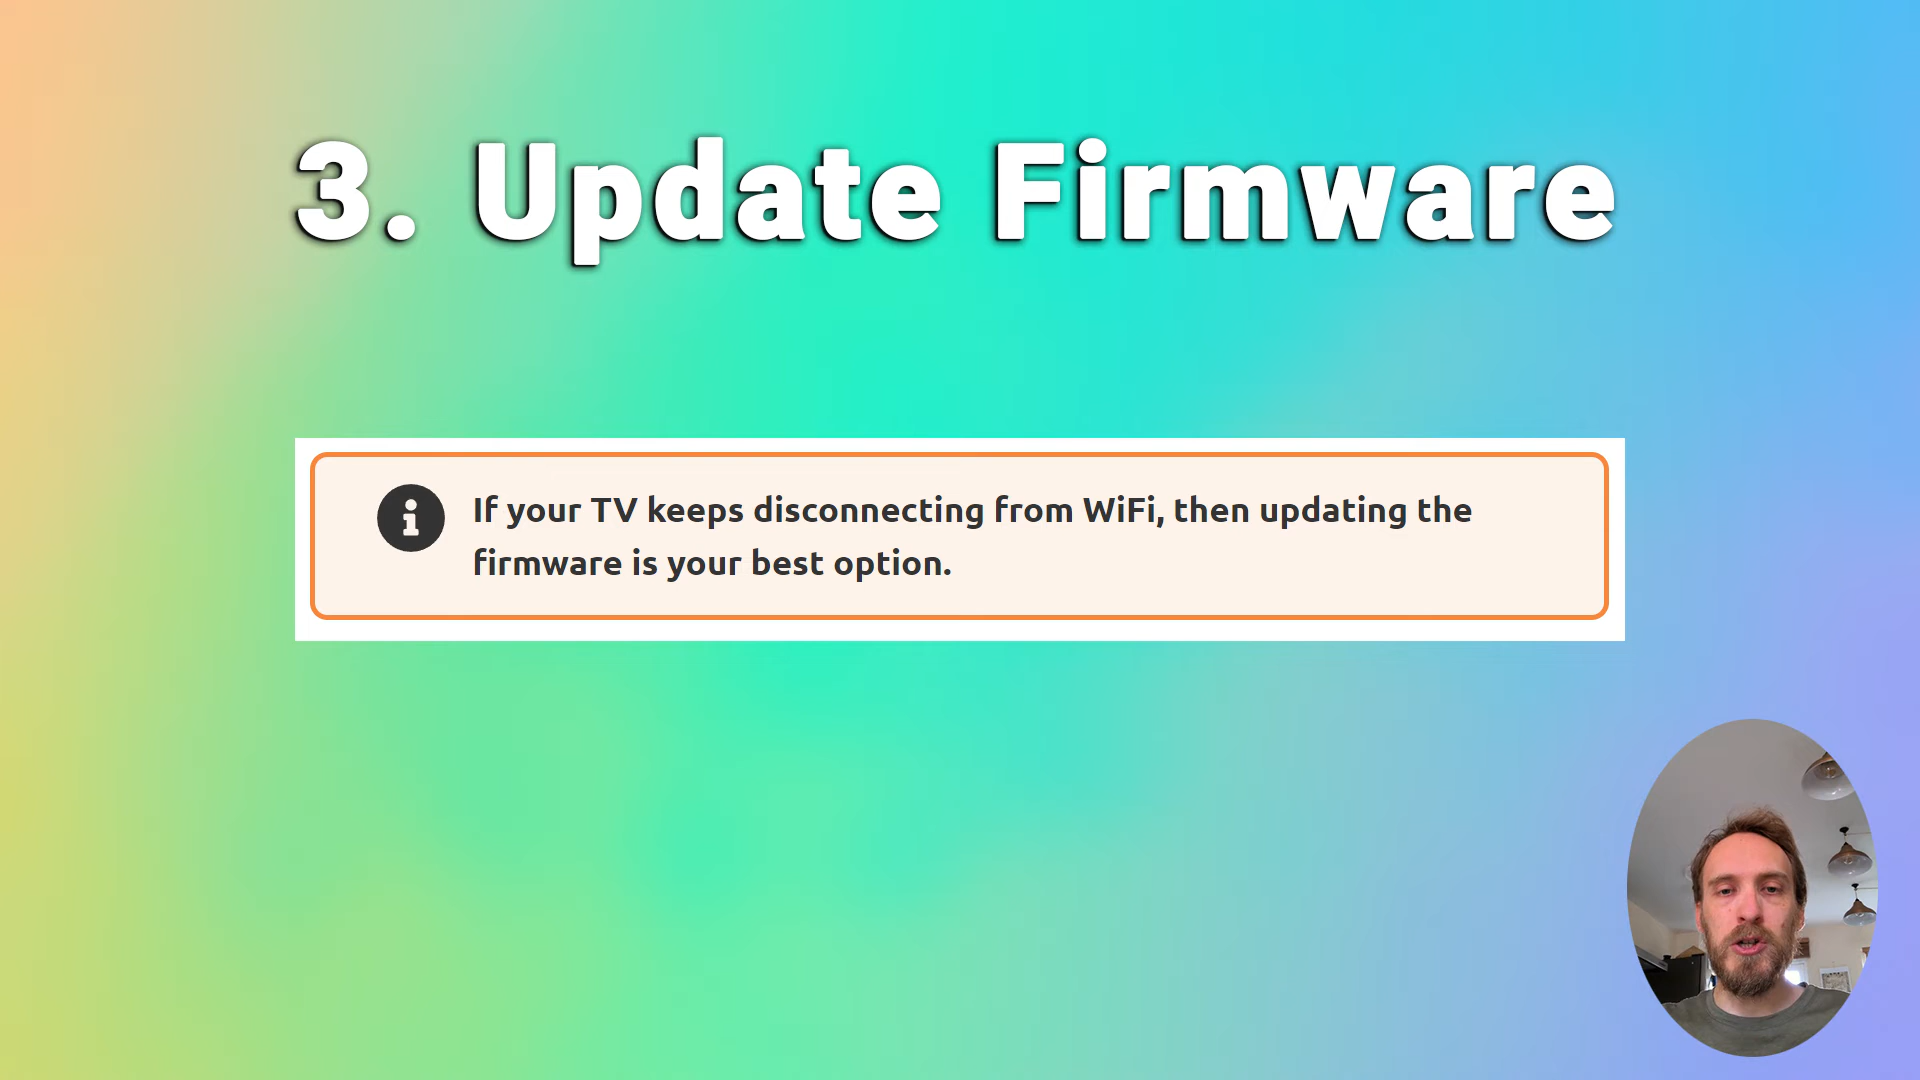 3. Update Firmware
If your TV keeps disconnecting from WiFi, then updating the
firmware is your best option.